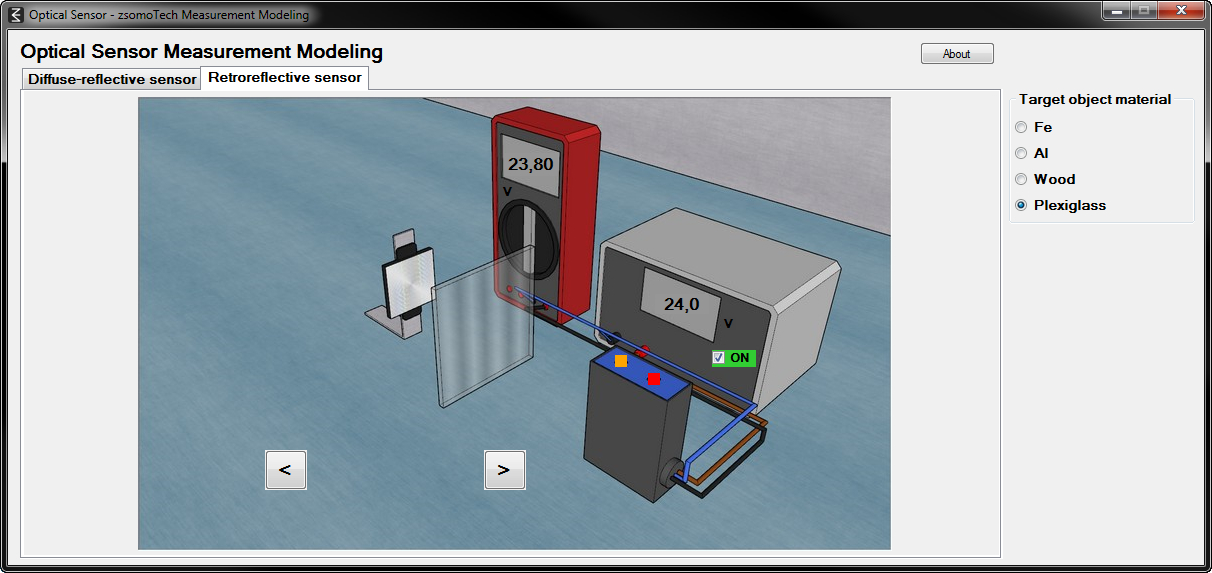 Optical Sensor - zsomoTech Measurement Modeling
Optical Sensor Measurement Modeling
About
Diffuse-reflective sensor
Retroreflective sensor
Target object material
Fe
Al
Wood
Plexiglass
23,80
V
24,0
V
ON
<
>